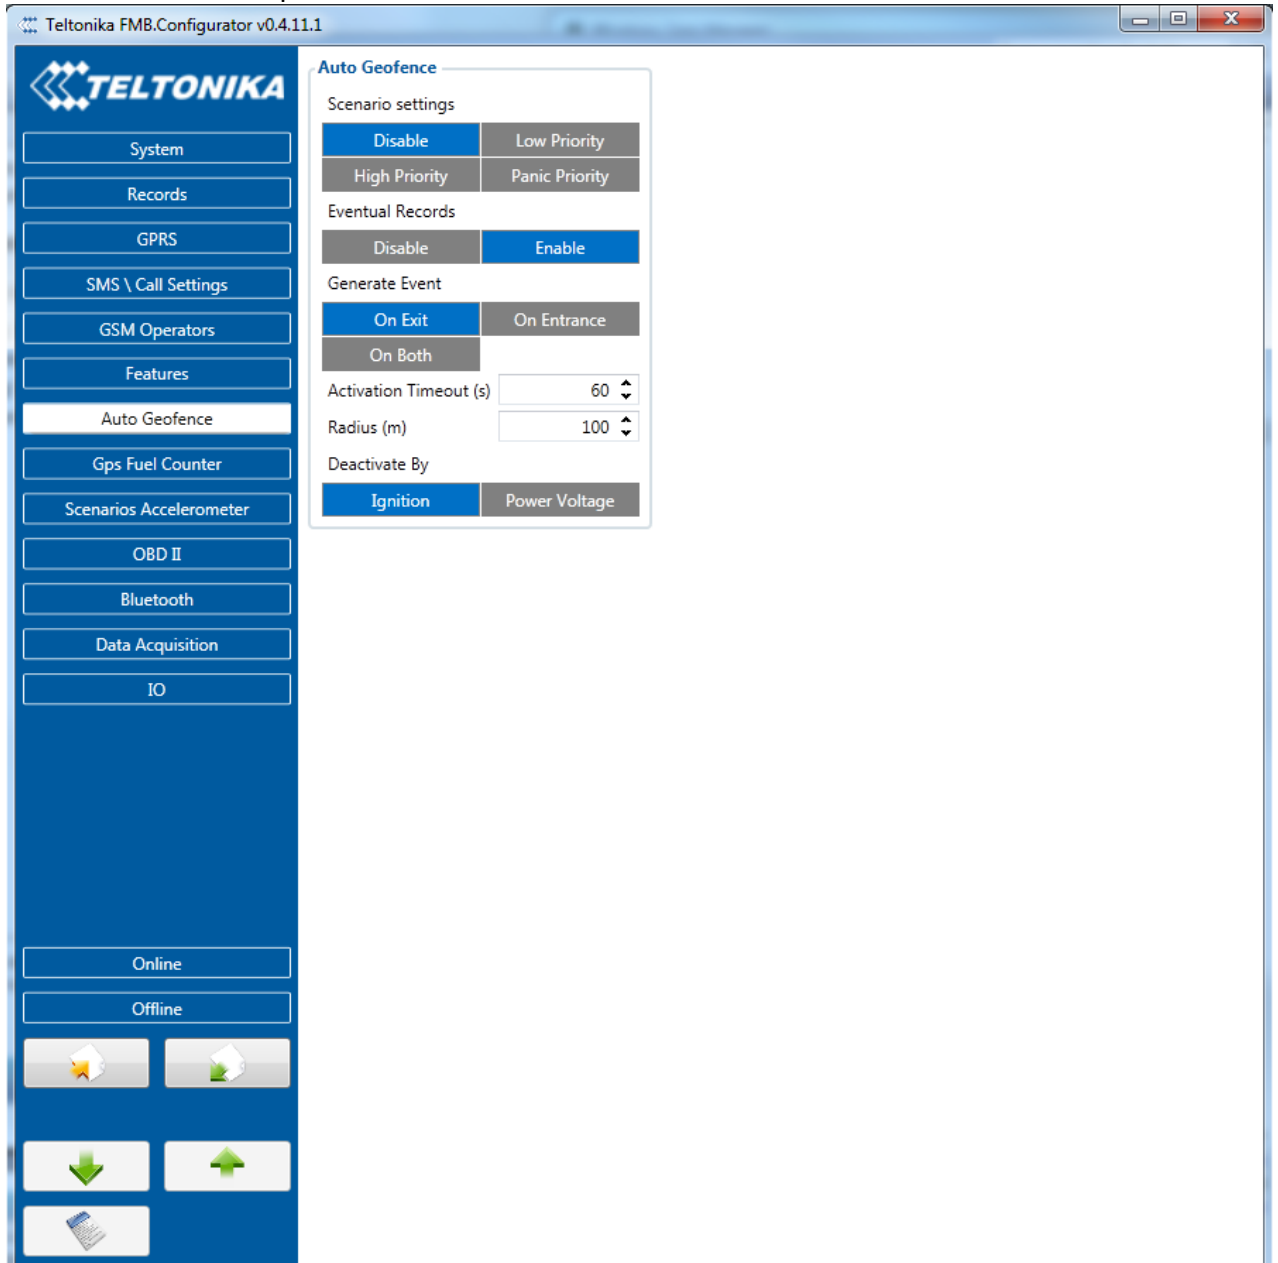 Teltonika FMB.Configurator v0.4.11.1
TELTONIKA
System
Records
GPRS
SMS \ Call Settings
GSM Operators
Features
Auto Geofence
Gps Fuel Counter
Scenarios Accelerometer
OBD II
Bluetooth
Data Acquisition
IO
Online
Offline
Auto Geofence
Scenario settings
Disable Low Priority
High Priority Panic Priority
Eventual Records
Disable Enable
Generate Event
On Exit On Entrance
On Both
Activation Timeout (s) 60
Radius (m) 100
Deactivate By
Ignition Power Voltage